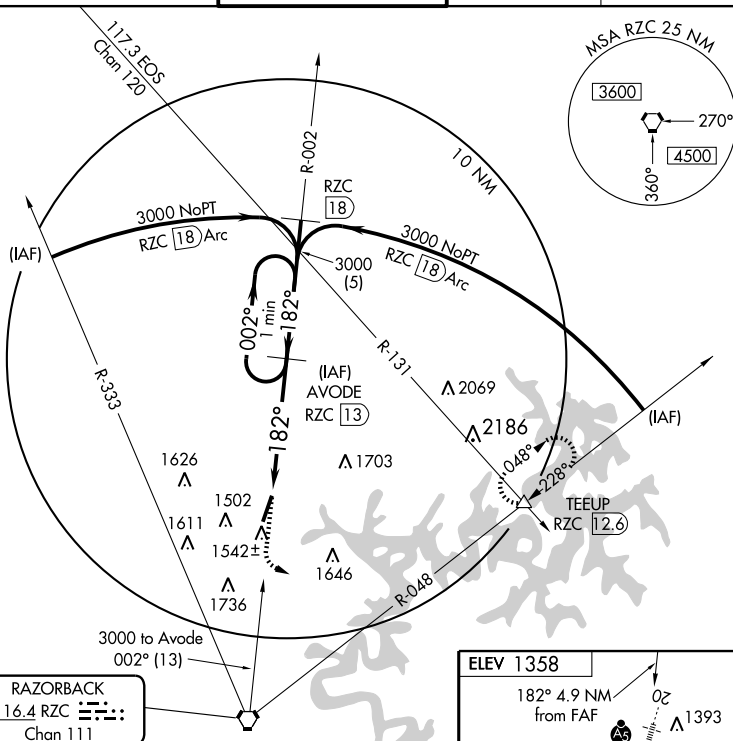 117.3 EOS
Chan 120
R-002
MSA RZC 25 NM
3600
270°
4500
360°
10 NM
RZC
18
3000 NoPT
RZC 18 Arc
(IAF)
3000 NoPT
RZC 18 Arc
3000
(5)
002°
1 min
182°
R-131
R-333
(IAF)
AVODE
RZC 13
2069
182°
2186
(IAF)
048°
228°
1703
1626
TEEUP
RZC 12.6
1502
1611
1542±
1646
R-048
1736
3000 to Avode
002° (13)
RAZORBACK
16.4 RZC
Chan 111
ELEV 1358
182° 4.9 NM
from FAF
20
A5
1393